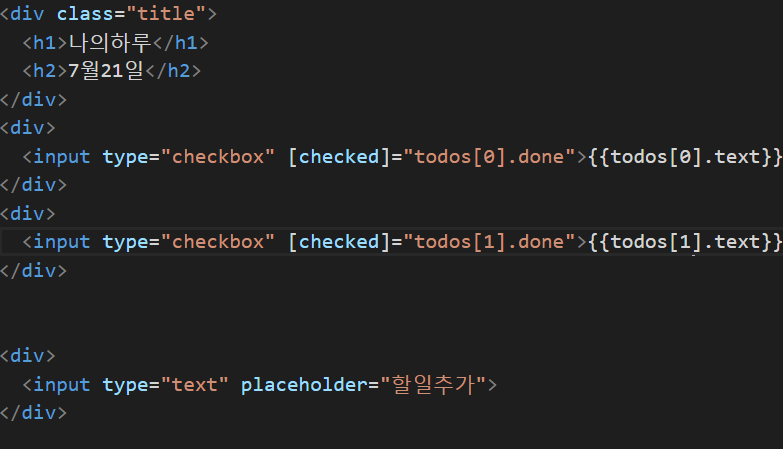 <div class="title">
  <h1>나의하루</h1>
  <h2>7월21일</h2>
</div>
<div>
  <input type="checkbox" [checked]="todos[0].done">{{todos[0].text}}
</div>
<div>
  <input type="checkbox" [checked]="todos[1].done">{{todos[1].text}}
</div>
<div>
  <input type="text" placeholder="할일추가">
</div>